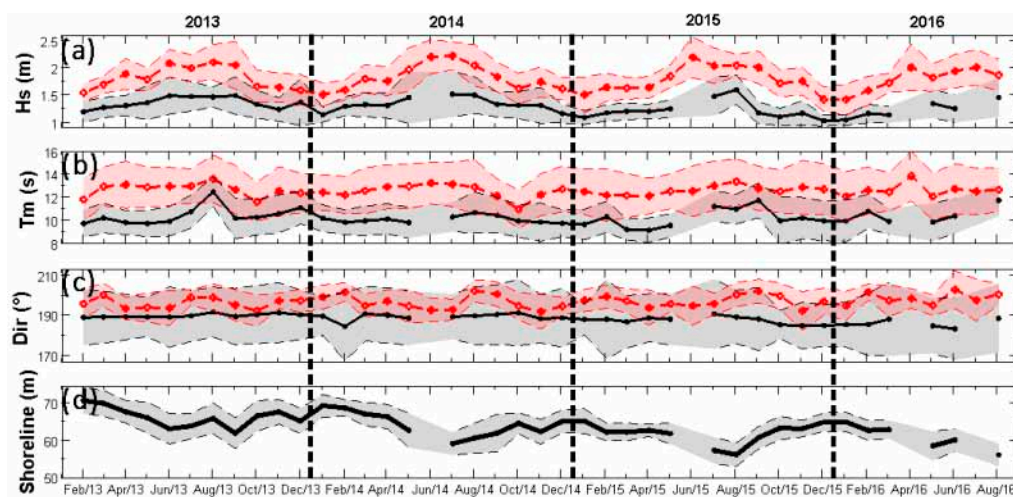 2013 2014 2015 2016
(a)
Hs (m)
2.5
2
1.5
1
(b)
Tm (s)
16
14
12
10
8
(c)
Dir (°)
210
190
170
(d)
Shoreline (m)
70
60
50
Feb/13 Apr/13 Jun/13 Aug/13 Oct/13 Dec/13 Feb/14 Apr/14 Jun/14 Aug/14 Oct/14 Dec/14 Feb/15 Apr/15 Jun/15 Aug/15 Oct/15 Dec/15 Feb/16 Apr/16 Jun/16 Aug/16